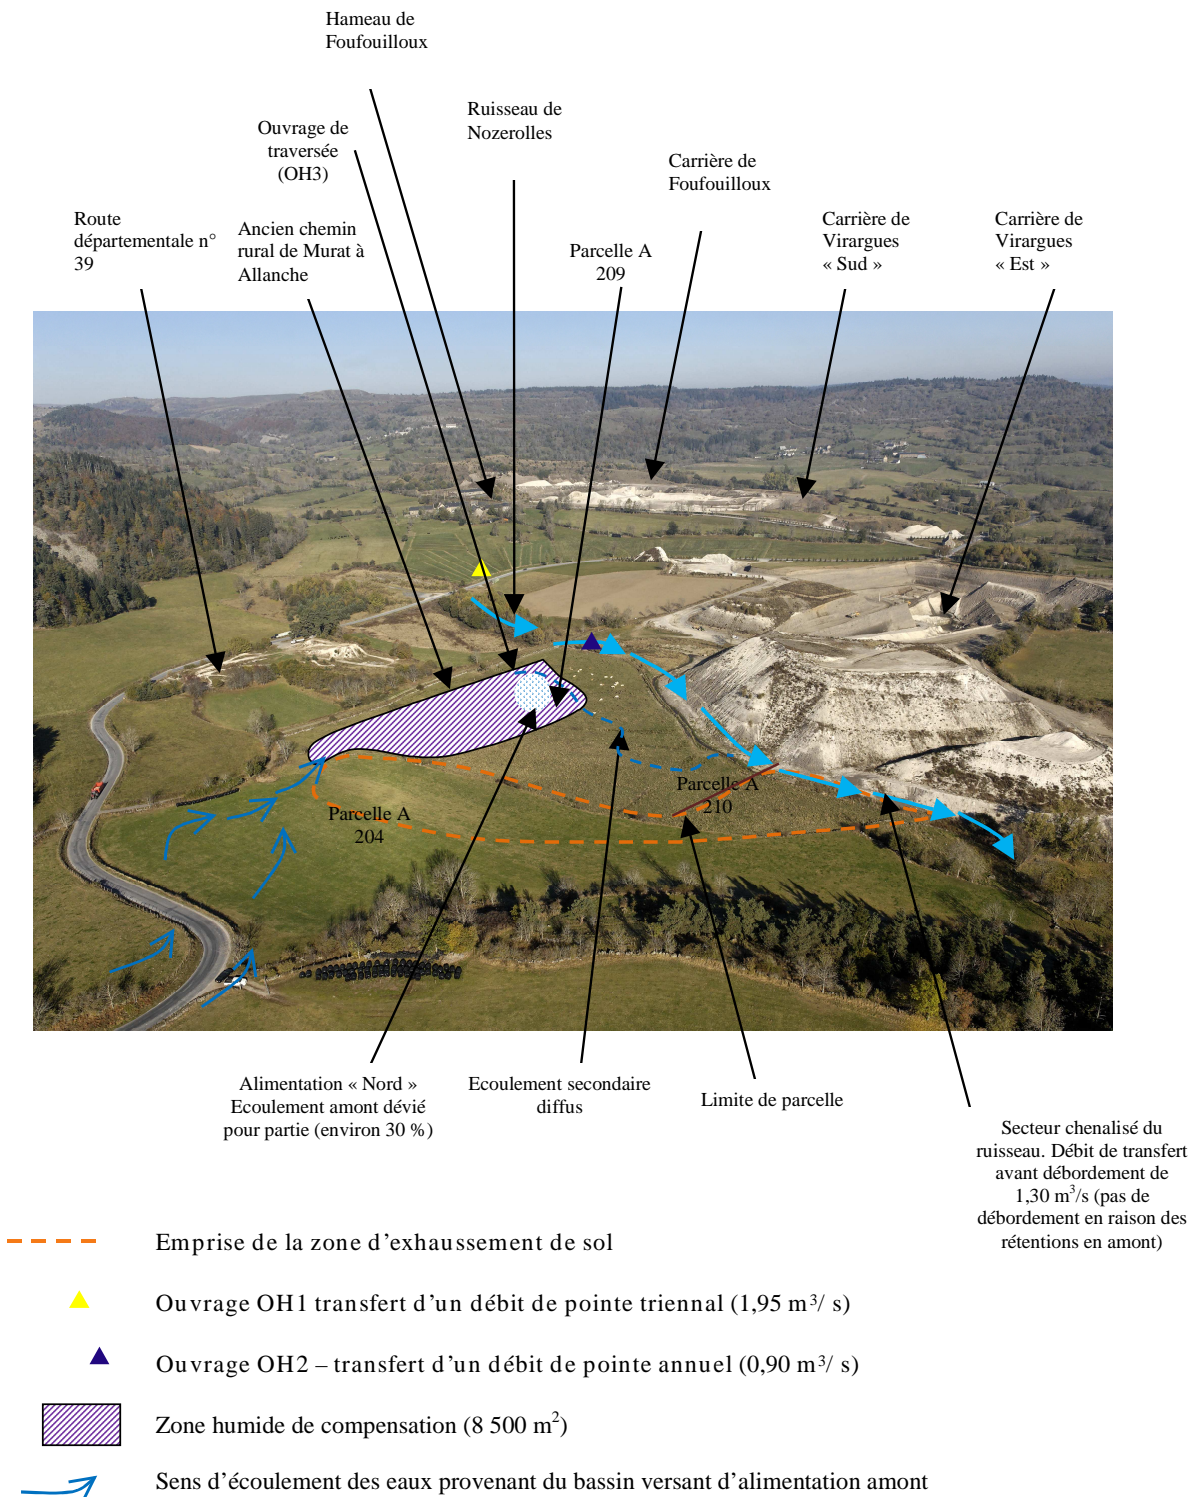 Hameau de
Foufouilloux
Ruisseau de
Nozerolles
Ouvrage de
traversée
(OH3)
Carrière de
Foufouilloux
Route
départementale n°
39
Ancien chemin
rural de Murat à
Allanche
Parcelle A
209
Carrière de
Virargues
« Sud »
Carrière de
Virargues
« Est »
Parcelle A
210
Parcelle A
204
Alimentation « Nord »
Ecoulement amont dévié
pour partie (environ 30 %)
Ecoulement secondaire
diffus
Limite de parcelle
Secteur chenalisé du
ruisseau. Débit de transfert
avant débordement de
1,30 m³/s (pas de
débordement en raison des
rétentions en amont)
Emprise de la zone d'exhaussement de sol
Ouvrage OH1 transfert d'un débit de pointe triennal (1,95 m³/ s)
Ouvrage OH2 – transfert d'un débit de pointe annuel (0,90 m³/ s)
Zone humide de compensation (8 500 m²)
Sens d'écoulement des eaux provenant du bassin versant d'alimentation amont